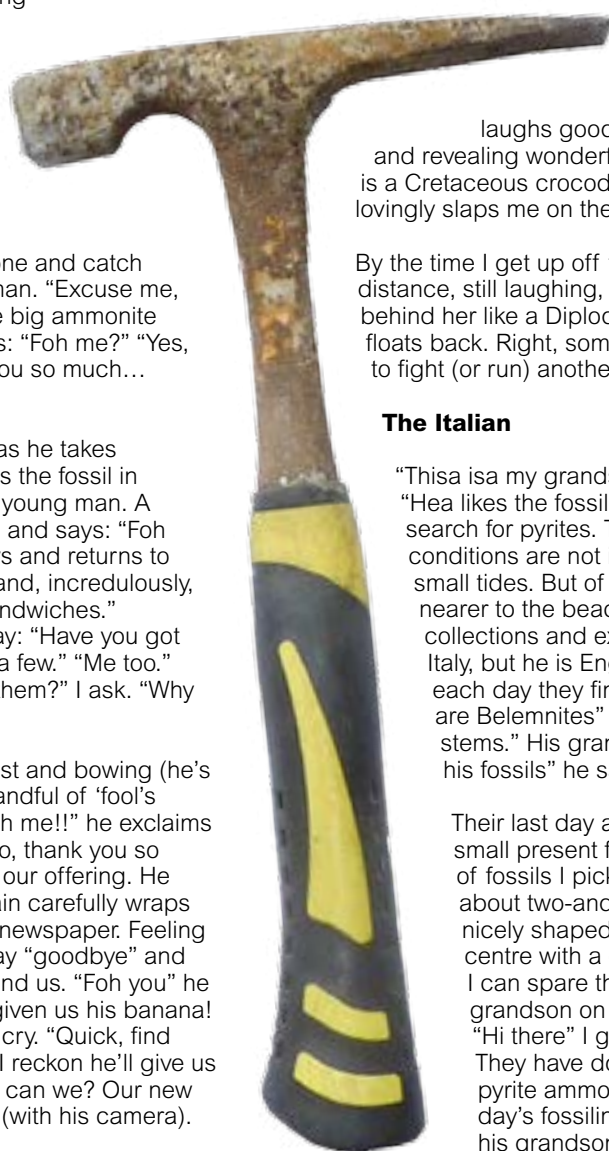 ng
one and catch
man. “Excuse me,
e big ammonite
s: “Foh me?” “Yes,
ou so much…
as he takes
s the fossil in
young man. A
and says: “Foh
s and returns to
and, incredulously,
ndwiches.”
ay: “Have you got
a few.” “Me too.”
them?” I ask. “Why
st and bowing (he’s
andful of ‘fool’s
h me!!” he exclaims
o, thank you so
our offering. He
ain carefully wraps
newspaper. Feeling
ay “goodbye” and
nd us. “Foh you” he
given us his banana!
cry. “Quick, find
I reckon he’ll give us
can we? Our new
(with his camera).
laughs good
and revealing wonderf
is a Cretaceous crocod
lovingly slaps me on the
By the time I get up off
distance, still laughing,
behind her like a Diplod
floats back. Right, som
to fight (or run) anothe
The Italian
“Thisa isa my grands
“Hea likes the fossil
search for pyrites. T
conditions are not
small tides. But of
nearer to the beac
collections and ex
Italy, but he is Eng
each day they fin
are Belemnites”
stems.” His gran
his fossils” he s
Their last day a
small present f
of fossils I pick
about two-and
nicely shaped
centre with a
I can spare th
grandson on
“Hi there” I g
They have do
pyrite ammo
day’s fossilin
his grandson